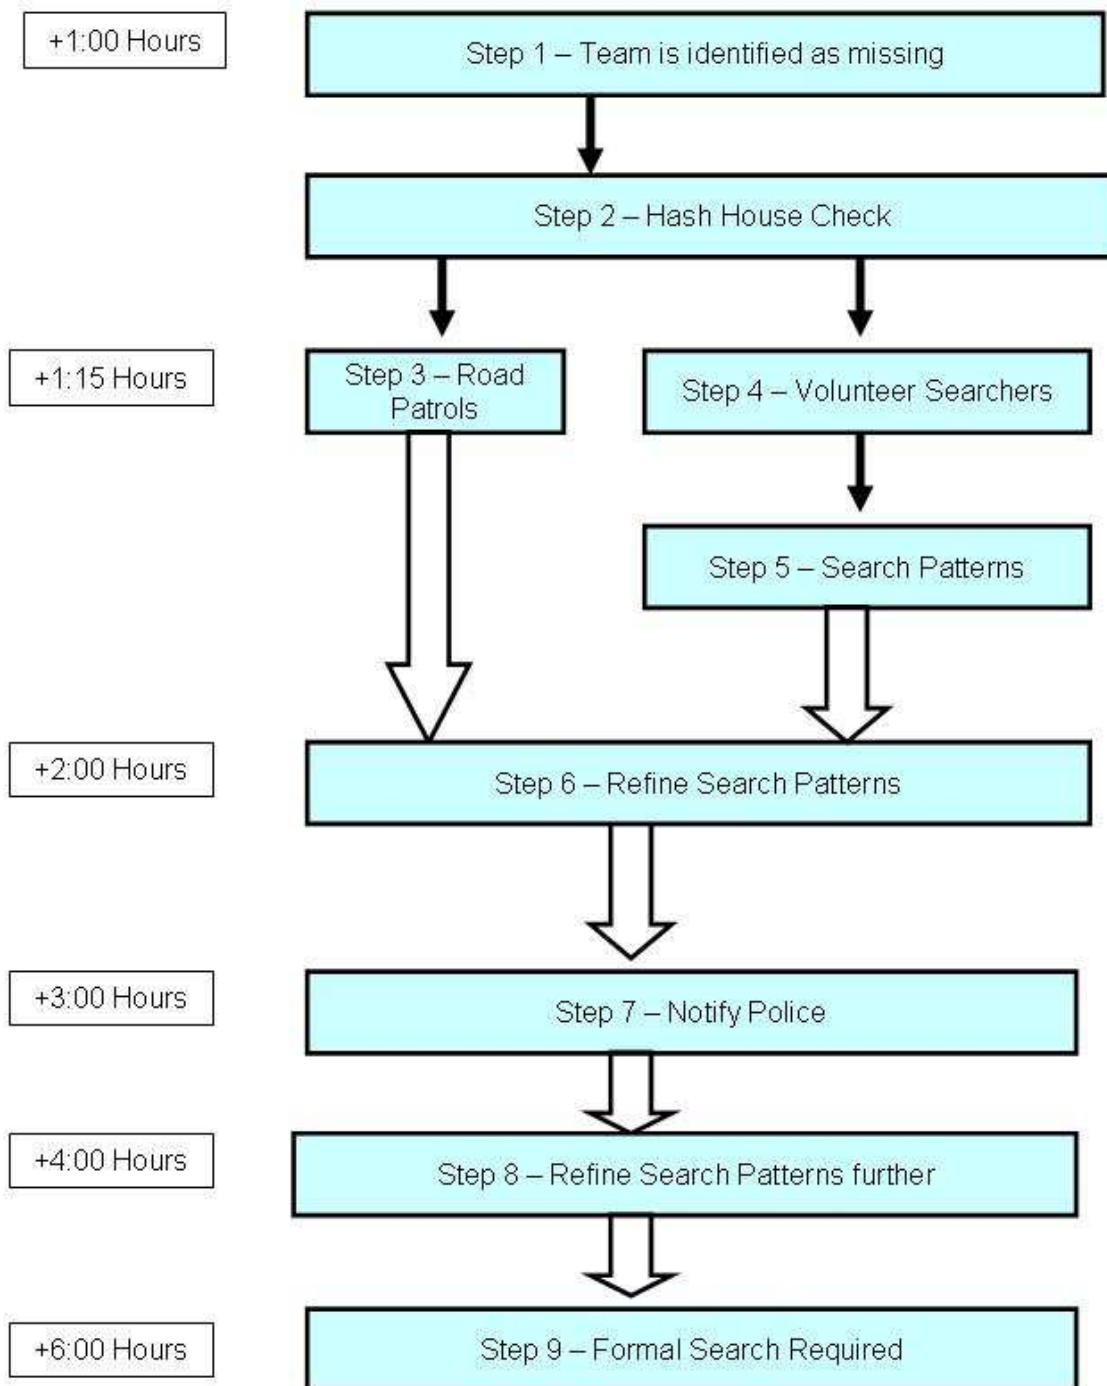 +1:00 Hours
Step 1 – Team is identified as missing
Step 2 – Hash House Check
+1:15 Hours
Step 3 – Road
Patrols
Step 4 – Volunteer Searchers
Step 5 – Search Patterns
+2:00 Hours
Step 6 – Refine Search Patterns
+3:00 Hours
Step 7 – Notify Police
+4:00 Hours
Step 8 – Refine Search Patterns further
+6:00 Hours
Step 9 – Formal Search Required